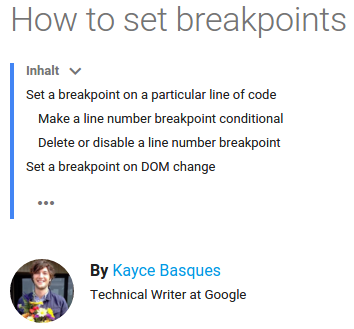 How to set breakpoints
Inhalt
Set a breakpoint on a particular line of code
Make a line number breakpoint conditional
Delete or disable a line number breakpoint
Set a breakpoint on DOM change
•••
By Kayce Basques
Technical Writer at Google